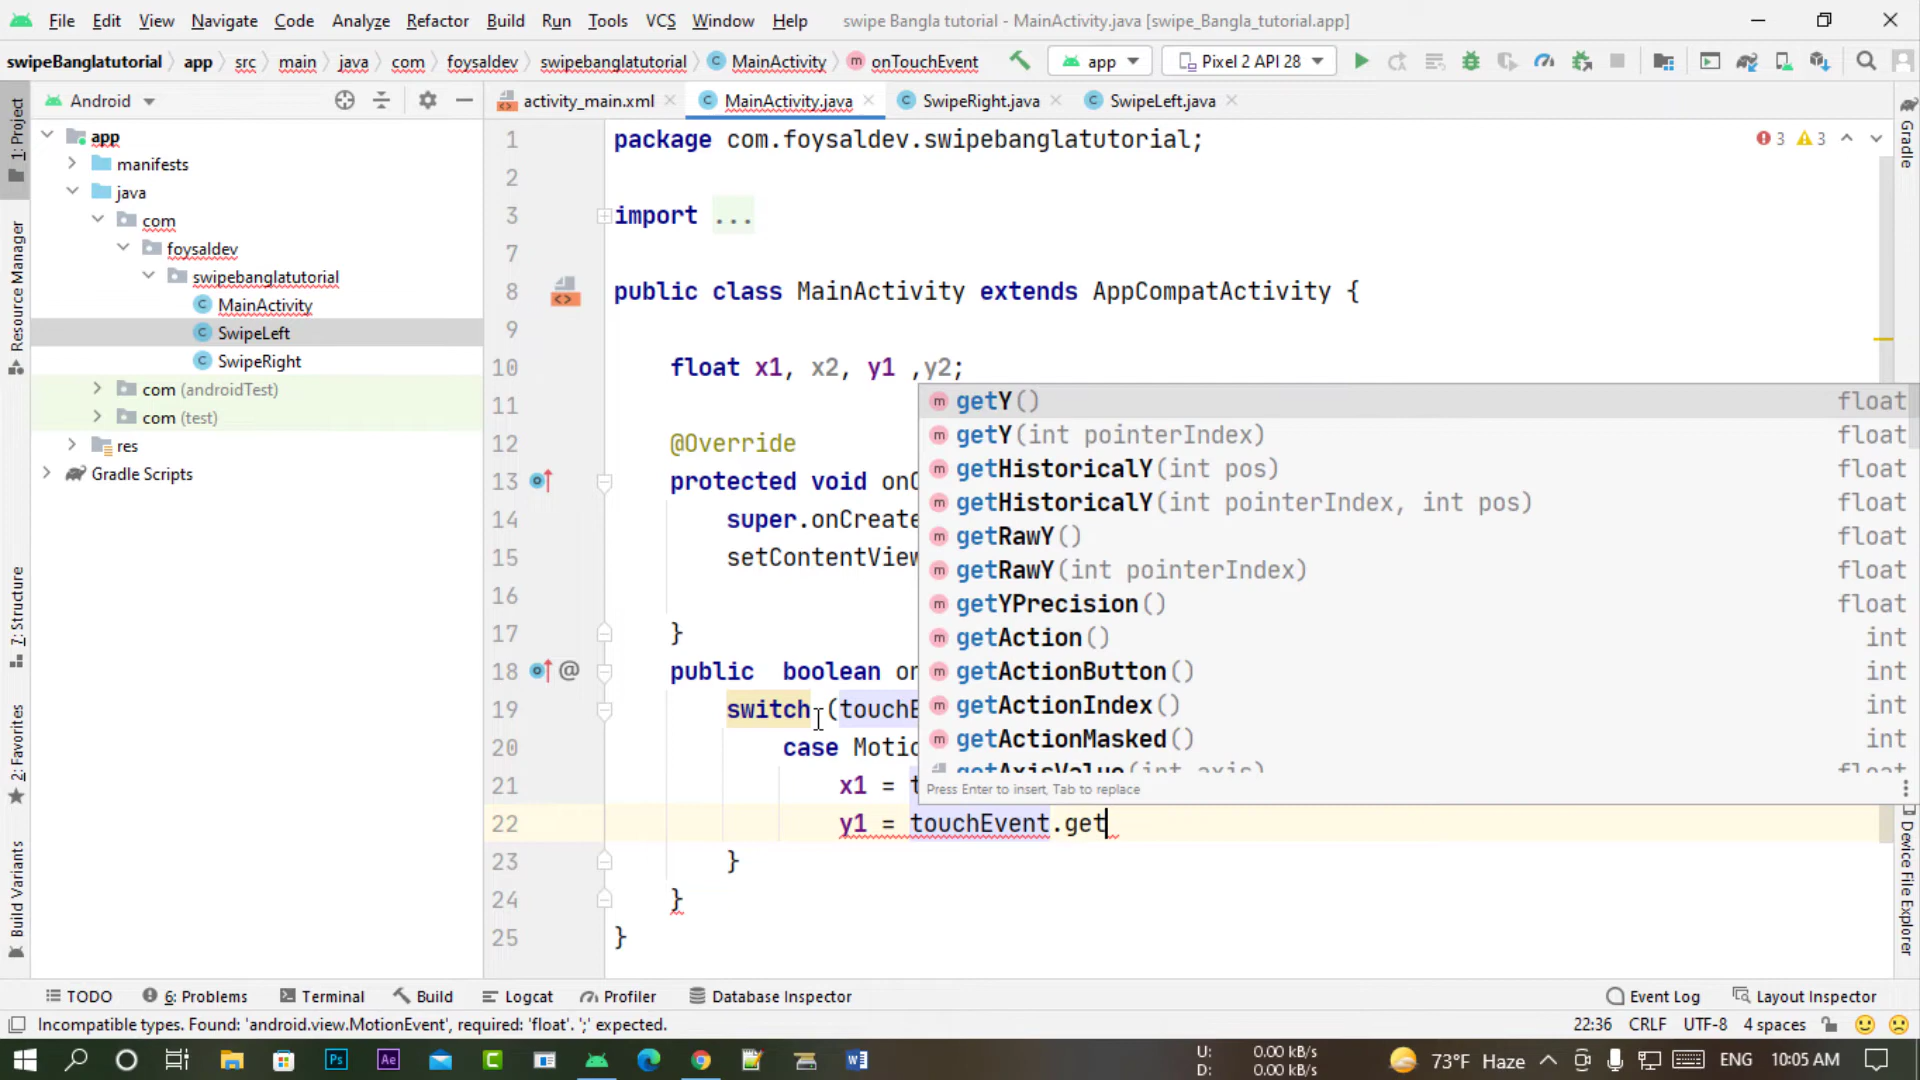 File Edit View Navigate Code Analyze Refactor Build Run Tools VCS Window Help swipe Bangla tutorial - MainActivity.java [swipe_Bangla_tutorial.app]
swipeBanglatutorial app src main java com foysaldev swipebanglatutorial MainActivity onTouchEvent app Pixel 2 API 28
Android
activity_main.xml MainActivity.java SwipeRight.java SwipeLeft.java
1: Project
Resource Manager
7: Structure
2: Favorites
Build Variants
app
manifests
java
com
foysaldev
swipebanglatutorial
MainActivity
SwipeLeft
SwipeRight
com (androidTest)
com (test)
res
Gradle Scripts
1 package com.foysaldev.swipebanglatutorial;
3 3
2
3 import ...
7
8 public class MainActivity extends AppCompatActivity {
9
10 float x1, x2, y1 ,y2;
11
12 @Override
13 protected void onC
14 super.onCreate
15 setContentView
16
17 }
18 @ public boolean on
19 switch (touchE
20 case Motio
21 x1 = t
22 y1 = touchEvent.get
23 }
24 }
25 }
getY() float
getY(int pointerIndex) float
getHistoricalY(int pos) float
getHistoricalY(int pointerIndex, int pos) float
getRawY() float
getRawY(int pointerIndex) float
getYPrecision() float
getAction() int
getActionButton() int
getActionIndex() int
getActionMasked() int
getAxisValue(int axis) float
Press Enter to insert, Tab to replace
Gradle
Device File Explorer
TODO 6: Problems Terminal Build Logcat Profiler Database Inspector Event Log Layout Inspector
Incompatible types. Found: 'android.view.MotionEvent', required: 'float'. ';' expected. 22:36 CRLF UTF-8 4 spaces
U: 0.00 kB/s
D: 0.00 kB/s
73°F Haze ENG 10:05 AM